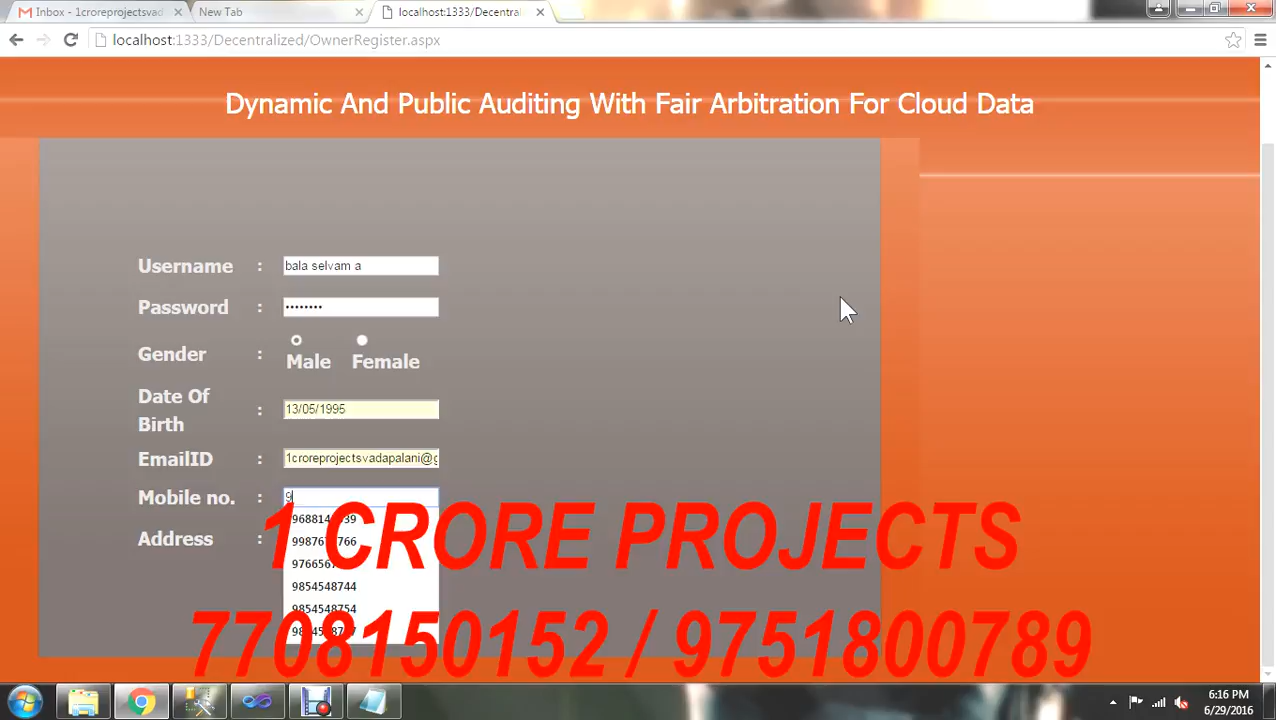 Inbox - 1croreprojectsvad
New Tab
localhost:1333/Decentral
localhost:1333/Decentralized/OwnerRegister.aspx
Dynamic And Public Auditing With Fair Arbitration For Cloud Data
Username : bala selvam a
Password : ••••••••
Gender :
Male Female
Date Of Birth : 13/05/1995
EmailID : 1croreprojectsvadapalani@g
Mobile no. : 9
Address :
9854548744
9854548754
1 CRORE PROJECTS
7708150152 / 9751800789
6:16 PM
6/29/2016